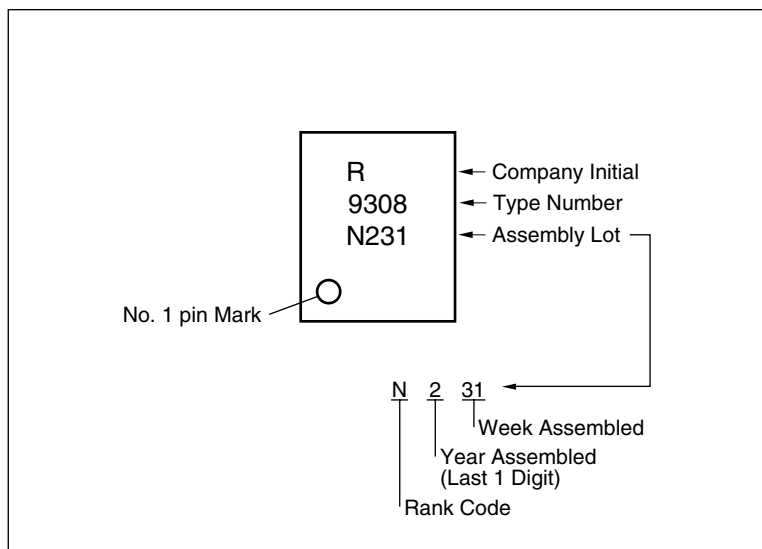 R
9308
N231
Company Initial
Type Number
Assembly Lot
No. 1 pin Mark
N 2 31
Week Assembled
Year Assembled
(Last 1 Digit)
Rank Code